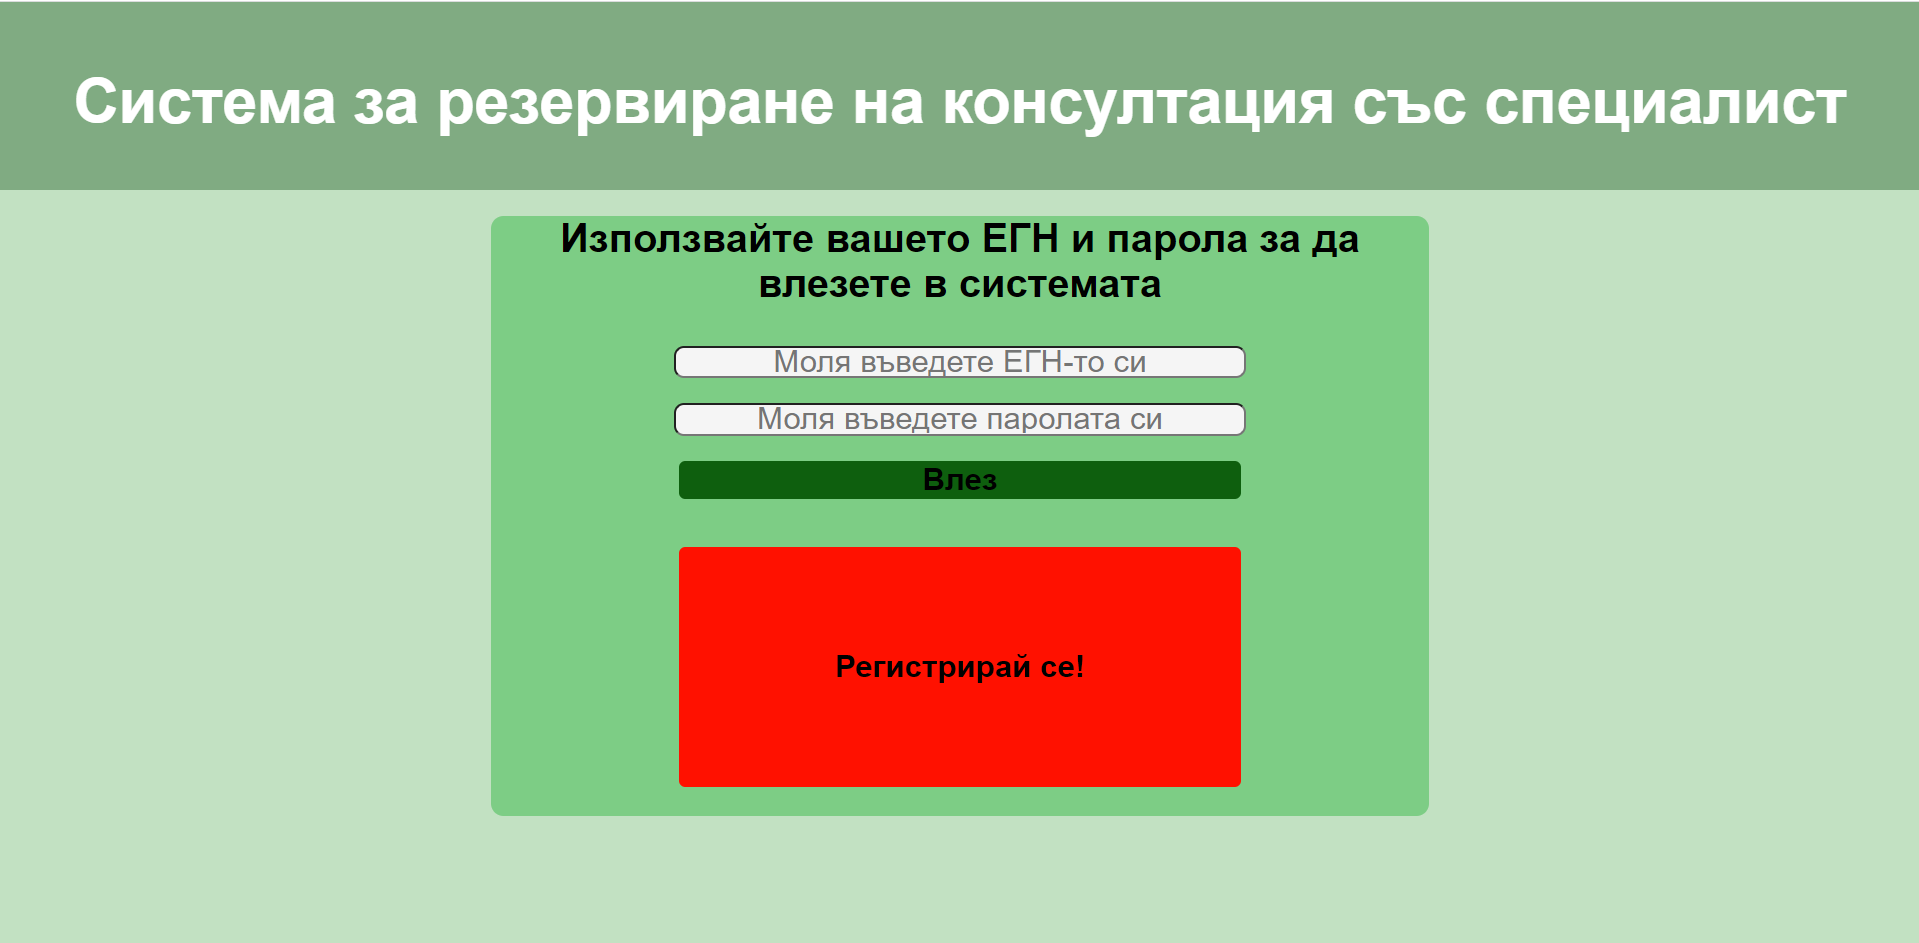 Система за резервиране на консултация със специалист
Използвайте вашето ЕГН и парола за да
влезете в системата
Моля въведете ЕГН-то си
Моля въведете паролата си
Влез
Регистрирай се!